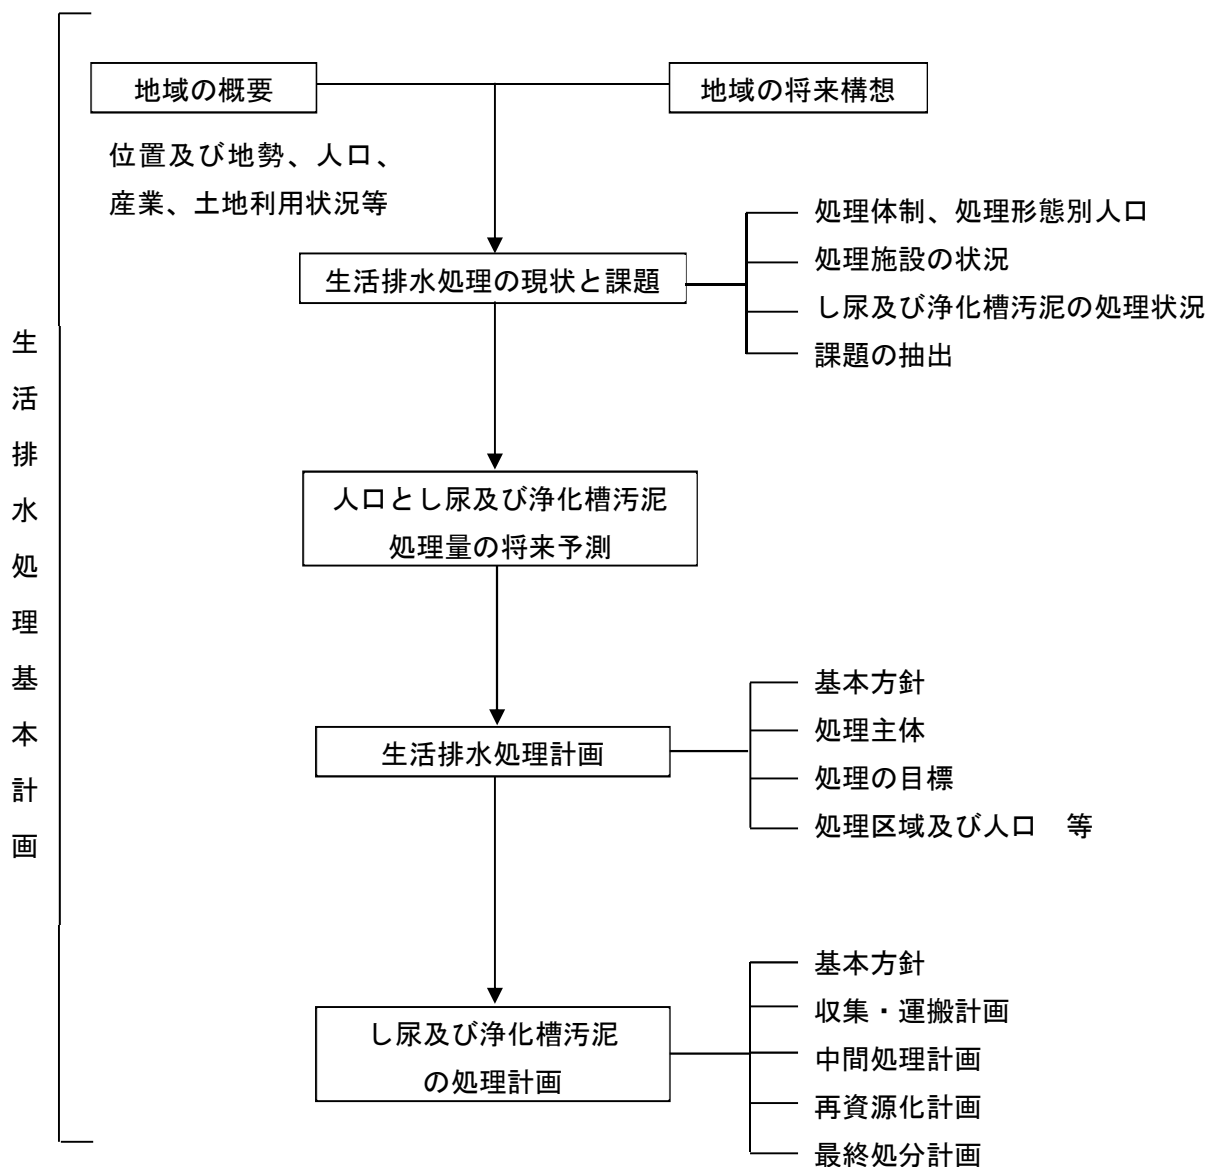 地域の概要
地域の将来構想
位置及び地勢、人口、
産業、土地利用状況等
生活排水処理の現状と課題
処理体制、処理形態別人口
処理施設の状況
し尿及び浄化槽汚泥の処理状況
課題の抽出
生活排水処理基本計画
人口とし尿及び浄化槽汚泥
処理量の将来予測
生活排水処理計画
基本方針
処理主体
処理の目標
処理区域及び人口　等
し尿及び浄化槽汚泥
の処理計画
基本方針
収集・運搬計画
中間処理計画
再資源化計画
最終処分計画